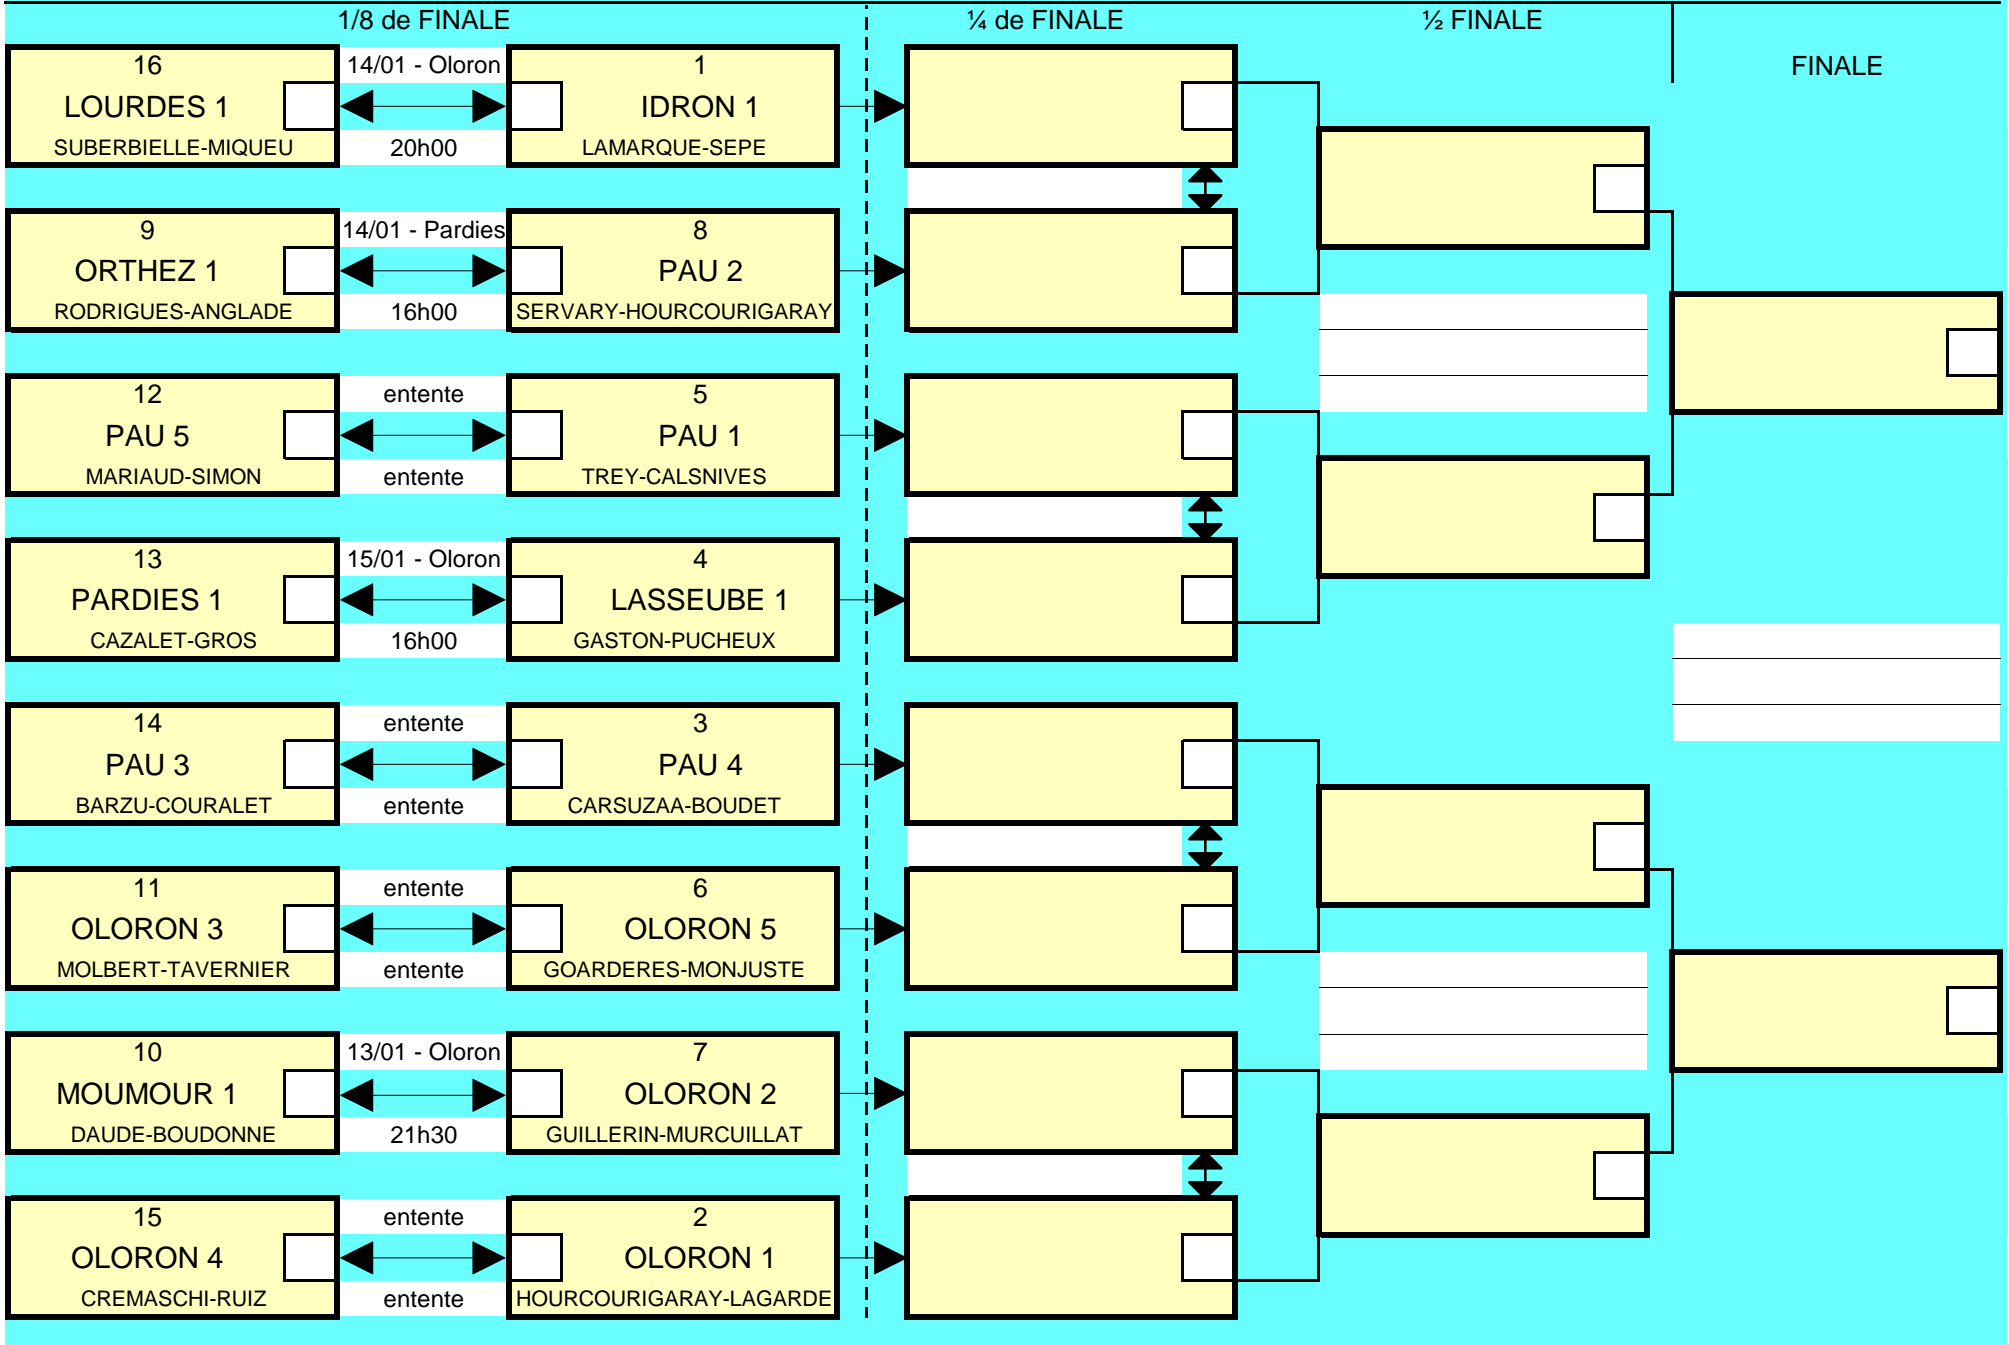 1/8 de FINALE
¼ de FINALE
½ FINALE
FINALE
16
LOURDES 1
SUBERBIELLE-MIQUEU
14/01 - Oloron
20h00
1
IDRON 1
LAMARQUE-SEPE
9
ORTHEZ 1
RODRIGUES-ANGLADE
14/01 - Pardies
16h00
8
PAU 2
SERVARY-HOURCOURIGARAY
12
PAU 5
MARIAUD-SIMON
entente
entente
5
PAU 1
TREY-CALSNIVES
13
PARDIES 1
CAZALET-GROS
15/01 - Oloron
16h00
4
LASSEUBE 1
GASTON-PUCHEUX
14
PAU 3
BARZU-COURALET
entente
entente
3
PAU 4
CARSUZAA-BOUDET
11
OLORON 3
MOLBERT-TAVERNIER
entente
entente
6
OLORON 5
GOARDERES-MONJUSTE
10
MOUMOUR 1
DAUDE-BOUDONNE
13/01 - Oloron
21h30
7
OLORON 2
GUILLERIN-MURCUILLAT
15
OLORON 4
CREMASCHI-RUIZ
entente
entente
2
OLORON 1
HOURCOURIGARAY-LAGARDE